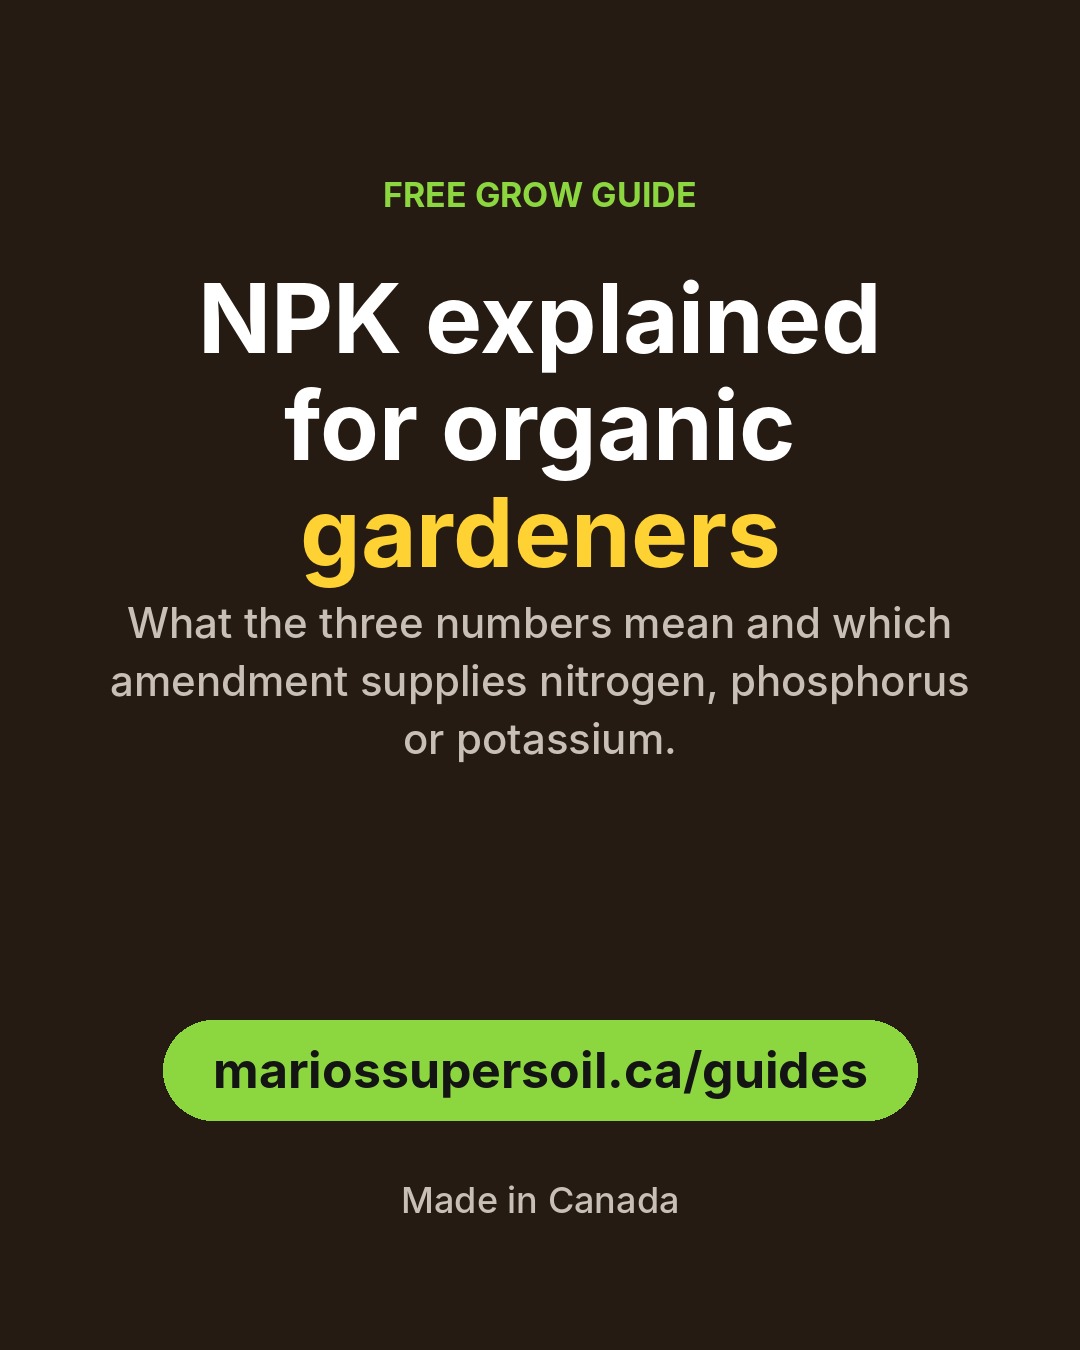 FREE GROW GUIDE
NPK explained
for organic
gardeners
What the three numbers mean and which
amendment supplies nitrogen, phosphorus
or potassium.
mariossupersoil.ca/guides
Made in Canada